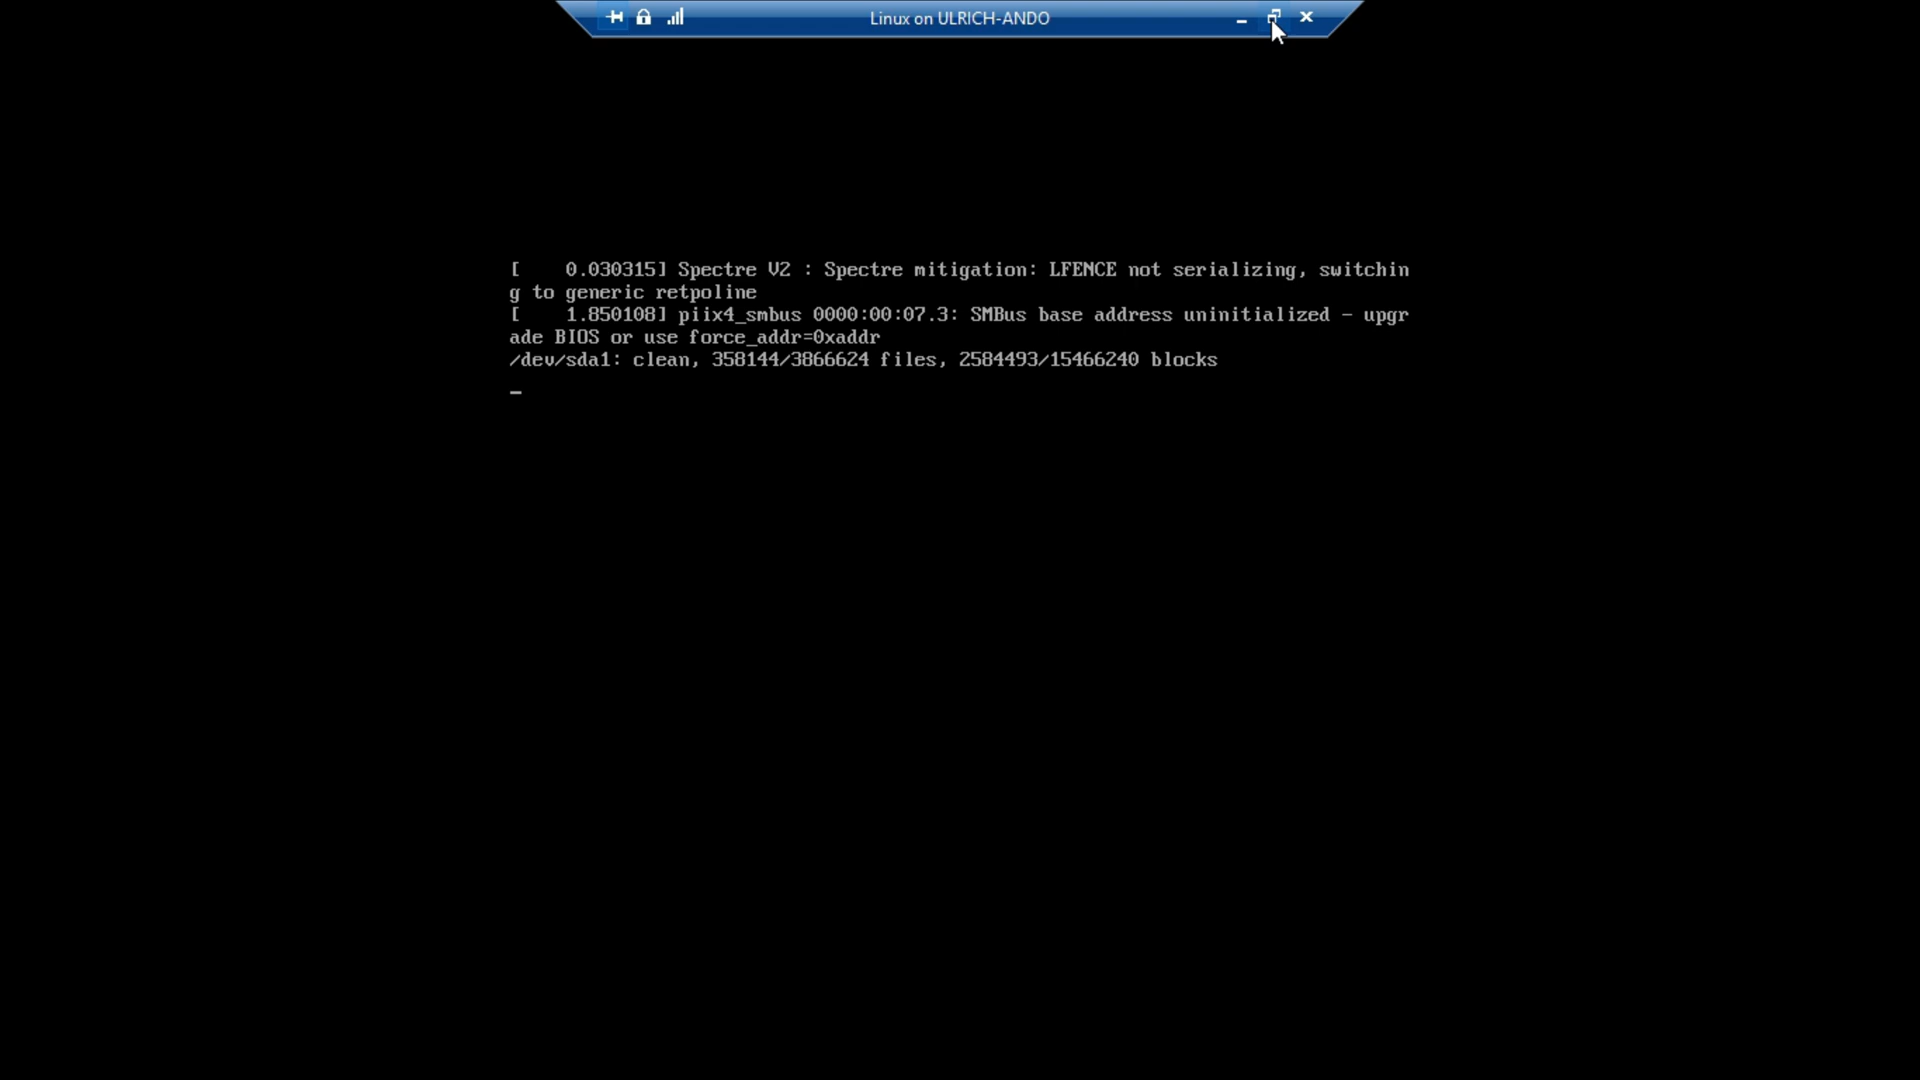 Linux on ULRICH-ANDO
[    0.030315] Spectre V2 : Spectre mitigation: LFENCE not serializing, switchin
g to generic retpoline
[    1.850108] piix4_smbus 0000:00:07.3: SMBus base address uninitialized - upgr
ade BIOS or use force_addr=0xaddr
/dev/sda1: clean, 358144/3866624 files, 2584493/15466240 blocks